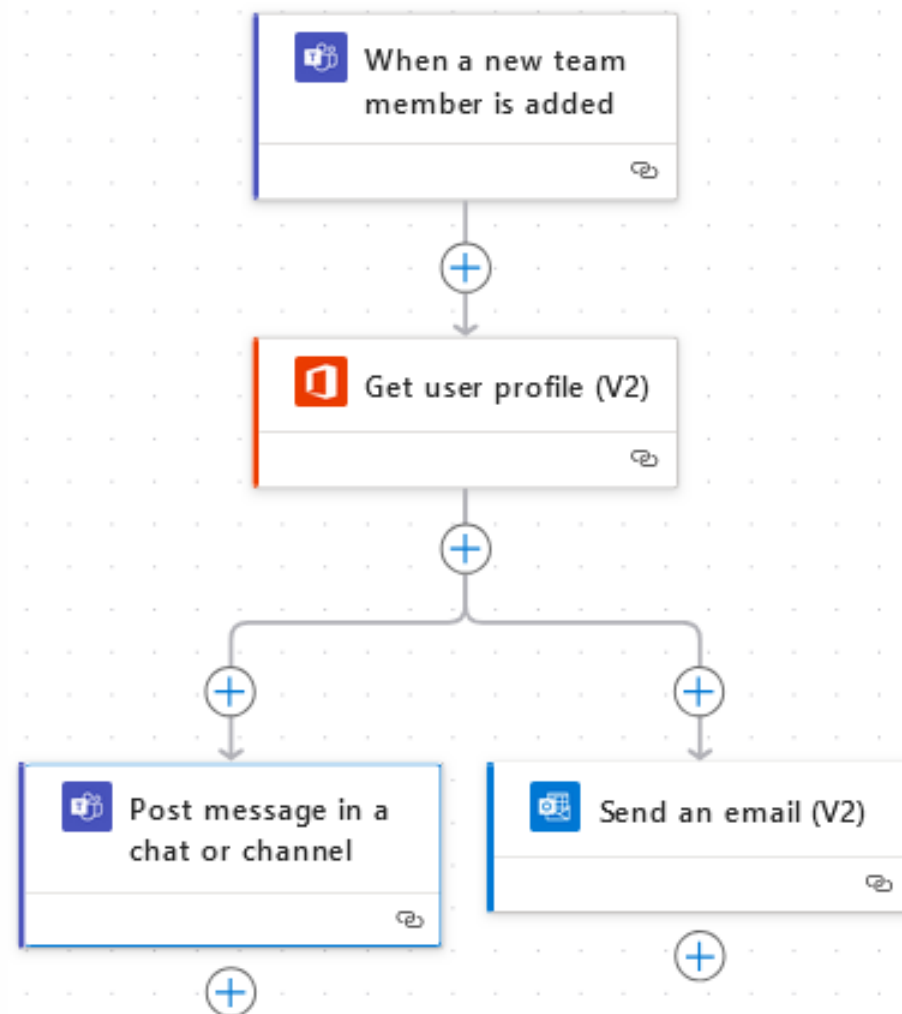 When a new team
member is added
Get user profile (V2)
Post message in a
chat or channel
Send an email (V2)